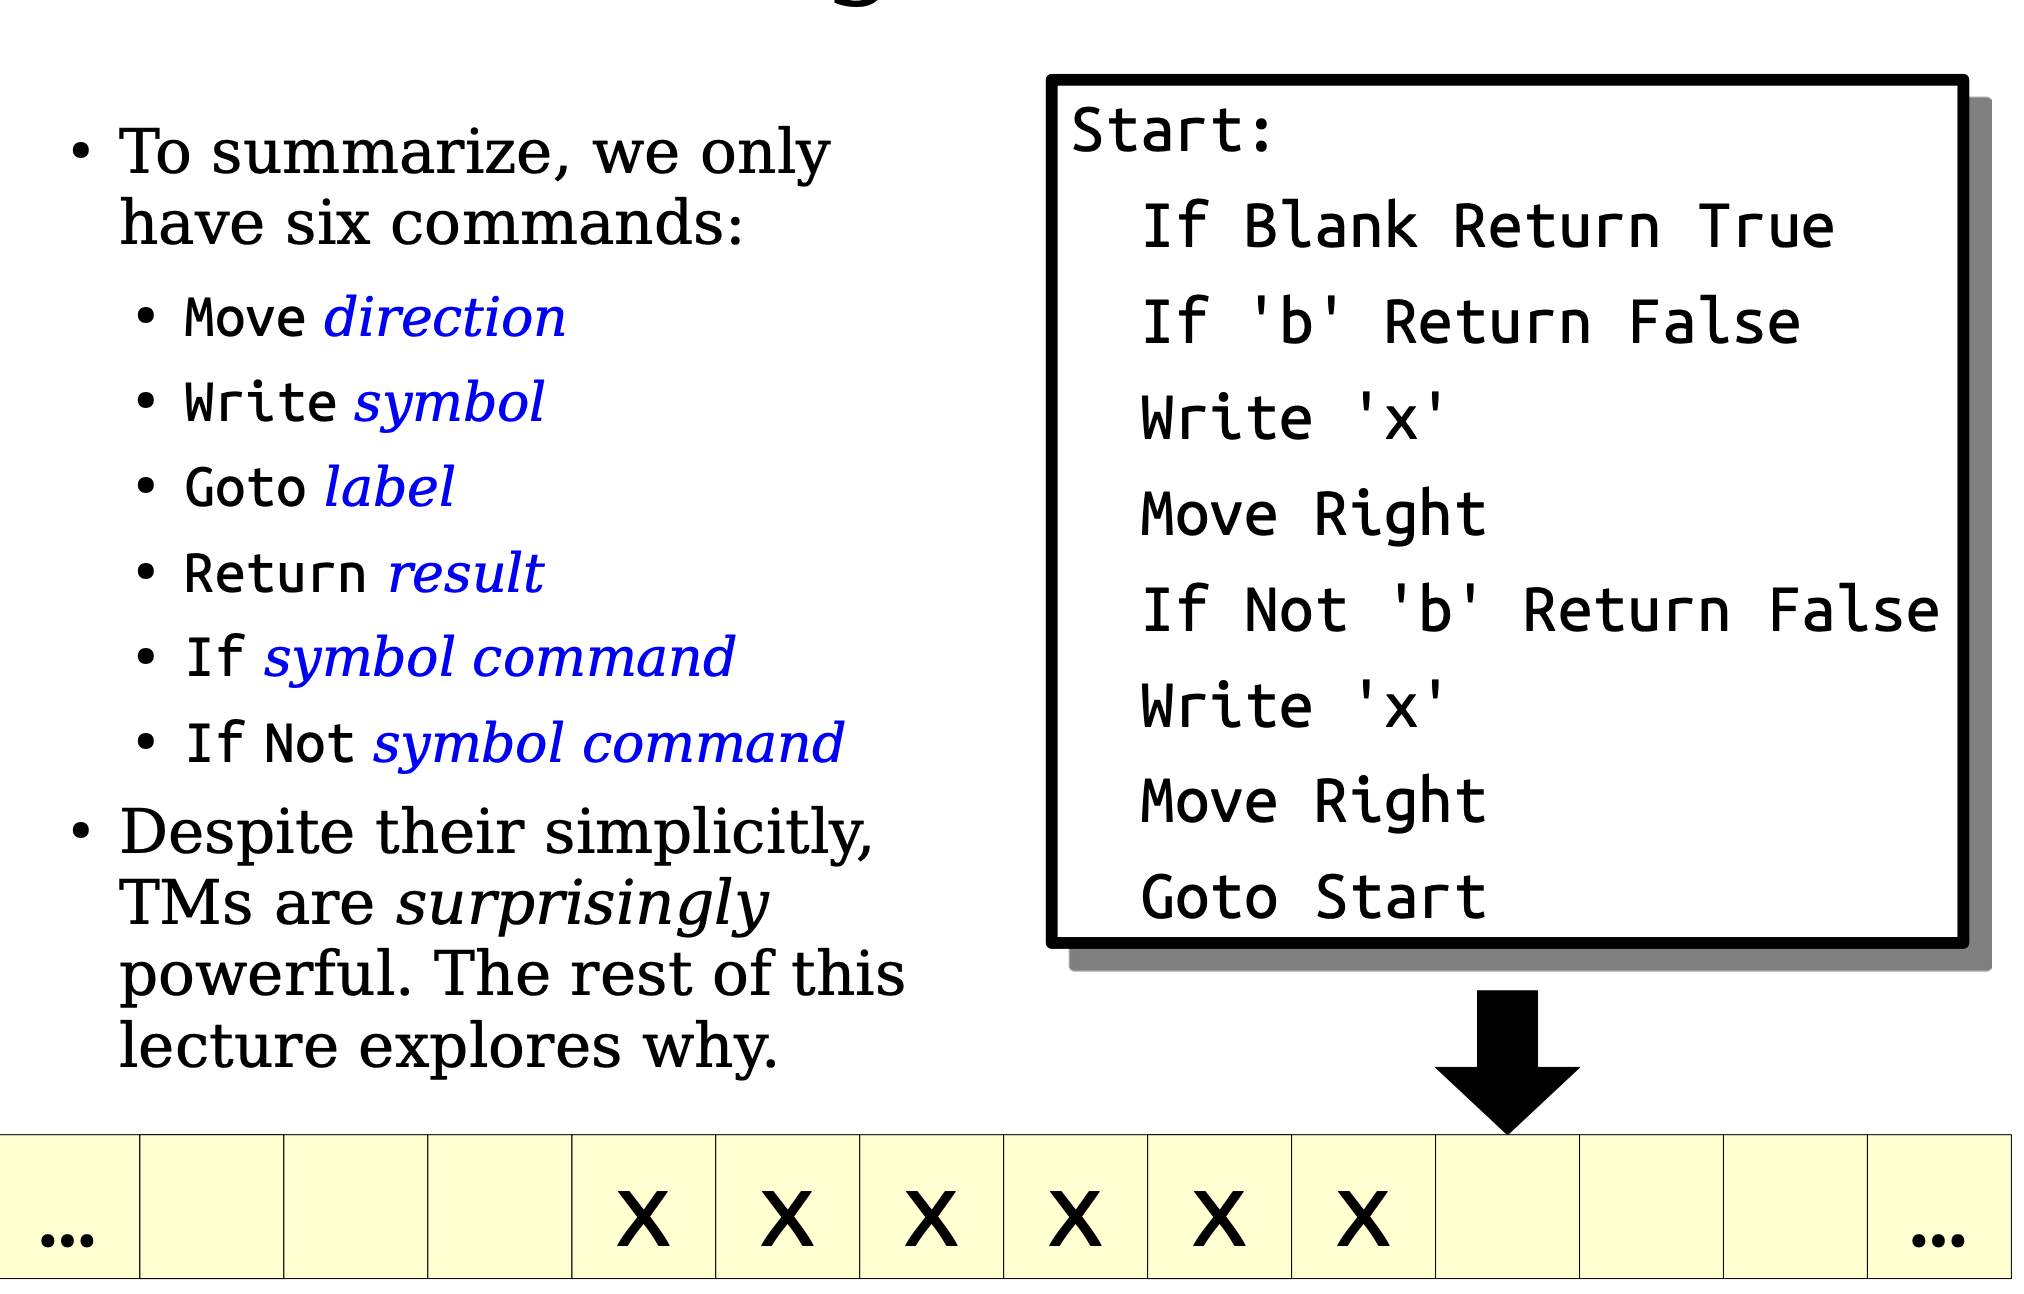 • To summarize, we only
have six commands:
• Move direction
• Write symbol
• Goto label
• Return result
• If symbol command
• If Not symbol command
• Despite their simplicitly,
TMs are surprisingly
powerful. The rest of this
lecture explores why.
Start:
If Blank Return True
If 'b' Return False
Write 'x'
Move Right
If Not 'b' Return False
Write 'x'
Move Right
Goto Start
… x x x x x x …